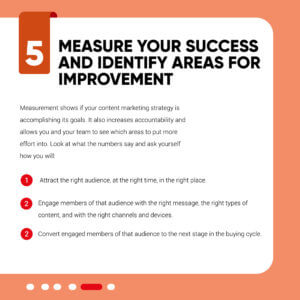 5
MEASURE YOUR SUCCESS
AND IDENTIFY AREAS FOR
IMPROVEMENT
Measurement shows if your content marketing strategy is
accomplishing its goals. It also increases accountability and
allows you and your team to see which areas to put more
effort into. Look at what the numbers say and ask yourself
how you will:
1 Attract the right audience, at the right time, in the right place.
2 Engage members of that audience with the right message, the right types of
content, and with the right channels and devices.
2 Convert engaged members of that audience to the next stage in the buying cycle.